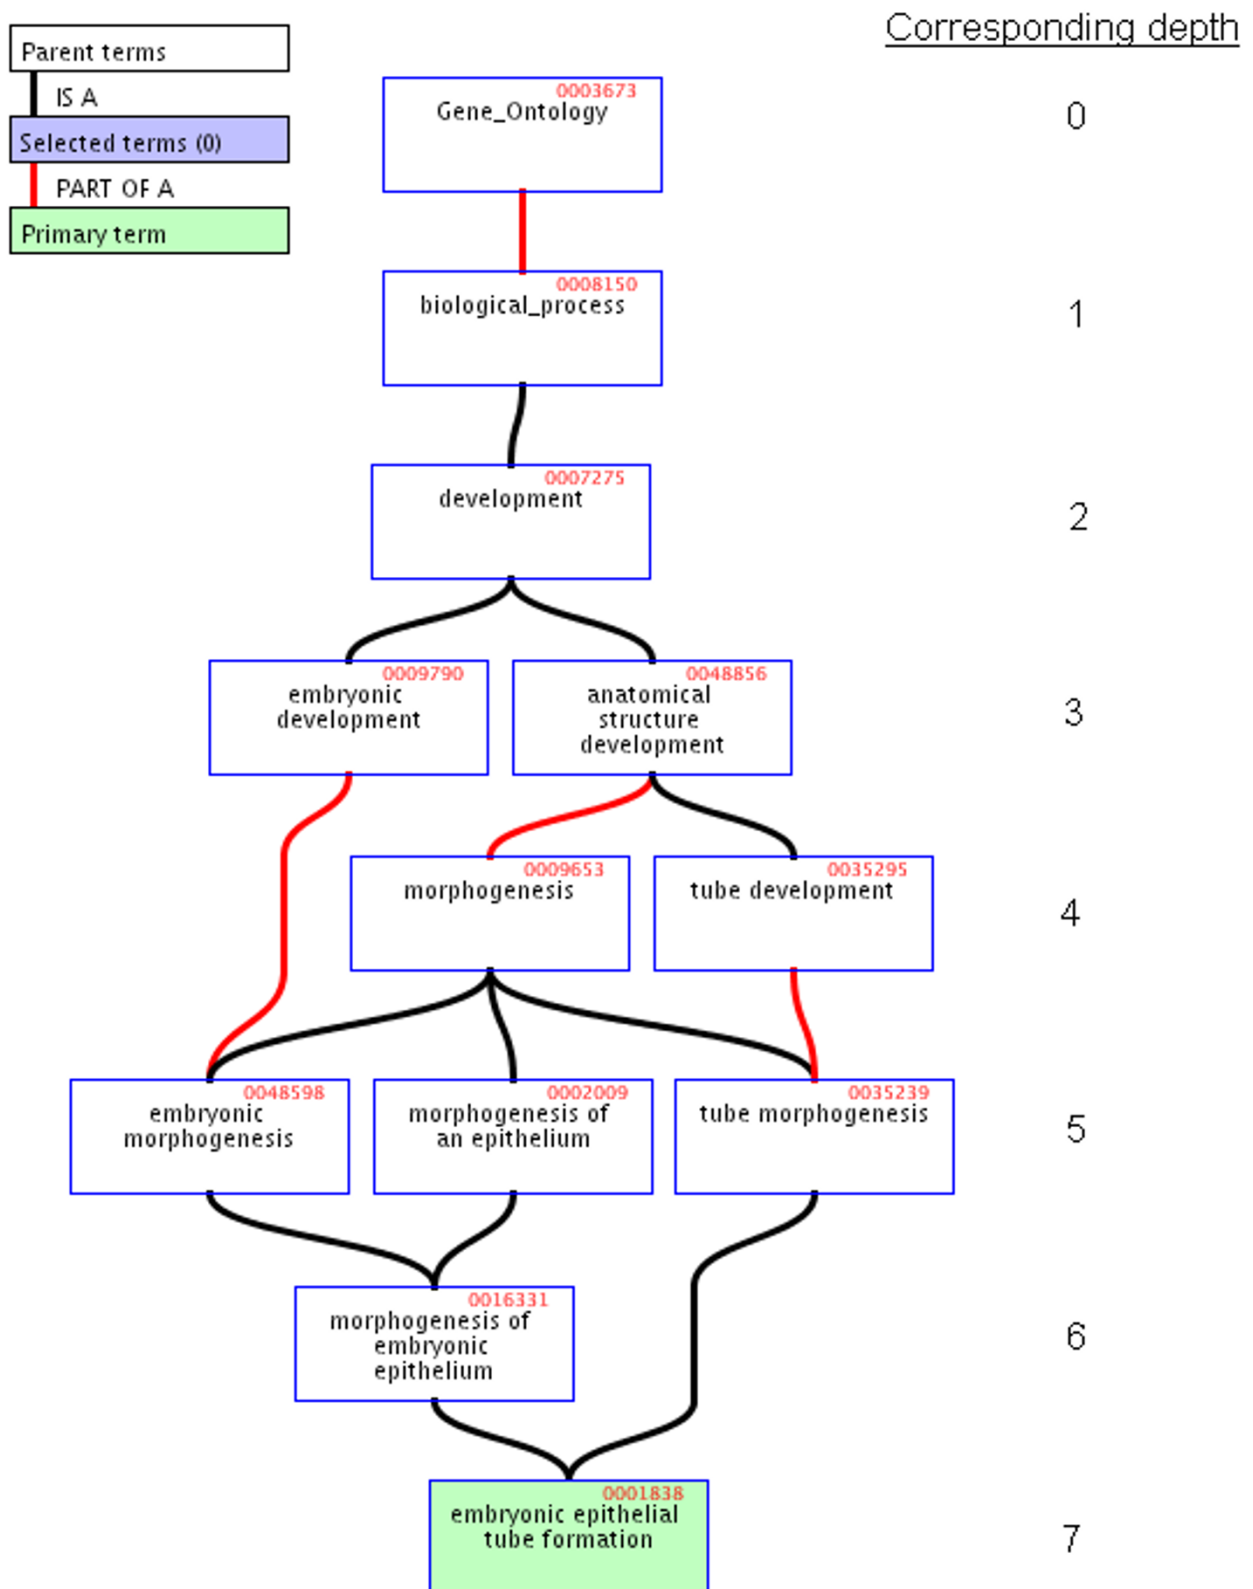 Corresponding depth
Parent terms
IS A
Selected terms (0)
PART OF A
Primary term
0003673
Gene_Ontology
0
0008150
biological_process
1
0007275
development
2
0009790
embryonic
development
0048856
anatomical
structure
development
3
0009653
morphogenesis
0035295
tube development
4
0048598
embryonic
morphogenesis
0002009
morphogenesis of
an epithelium
0035239
tube morphogenesis
5
0016331
morphogenesis of
embryonic
epithelium
6
0001838
embryonic epithelial
tube formation
7